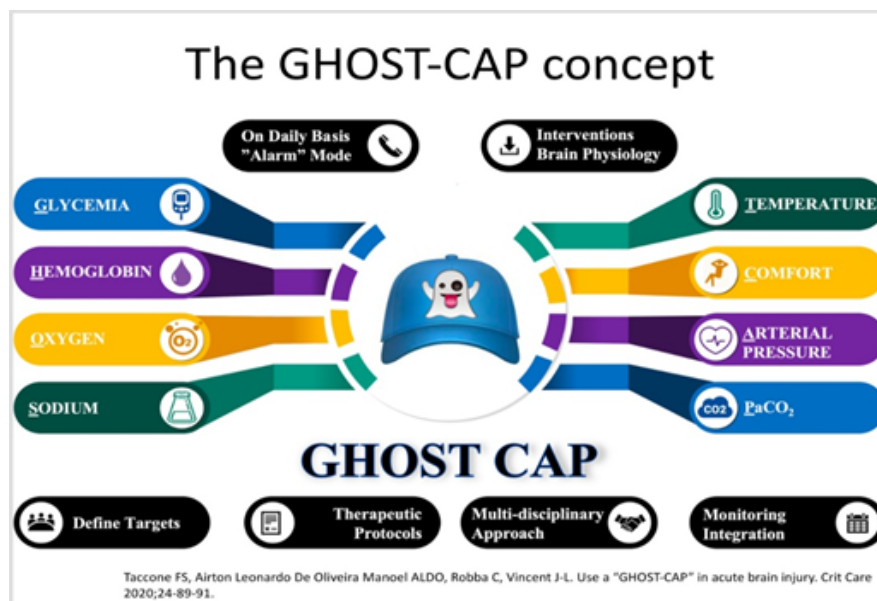 The GHOST-CAP concept
On Daily Basis
"Alarm" Mode
Interventions
Brain Physiology
GLYCEMIA
HEMOGLOBIN
OXYGEN
O2
SODIUM
TEMPERATURE
COMFORT
ARTERIAL
PRESSURE
CO2
PaCO₂
GHOST CAP
Define Targets
Therapeutic
Protocols
Multi-disciplinary
Approach
Monitoring
Integration
Taccone FS, Airton Leonardo De Oliveira Manoel ALDO, Robba C, Vincent J-L. Use a "GHOST-CAP" in acute brain injury. Crit Care
2020;24-89-91.